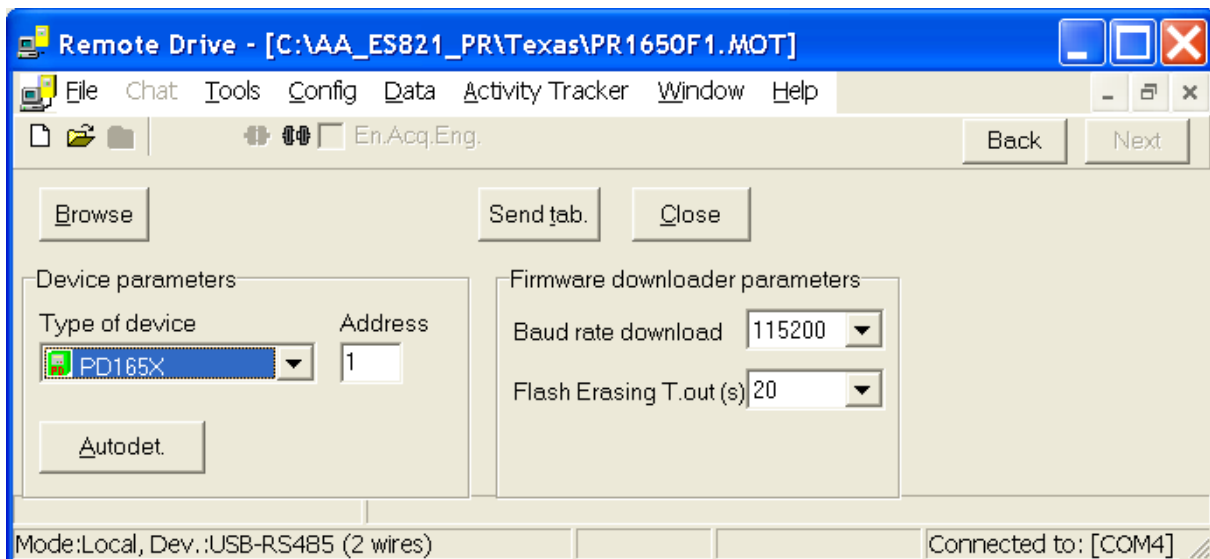 Remote Drive - [C:\AA_ES821_PR\Texas\PR1650F1.MOT]
File Chat Tools Config Data Activity Tracker Window Help
En.Acq.Eng. Back Next
Browse Send tab. Close
Device parameters Firmware downloader parameters
Type of device Address Baud rate download 115200
PD165X 1
Flash Erasing T.out (s) 20
Autodet.
Mode:Local, Dev.:USB-RS485 (2 wires) Connected to: [COM4]